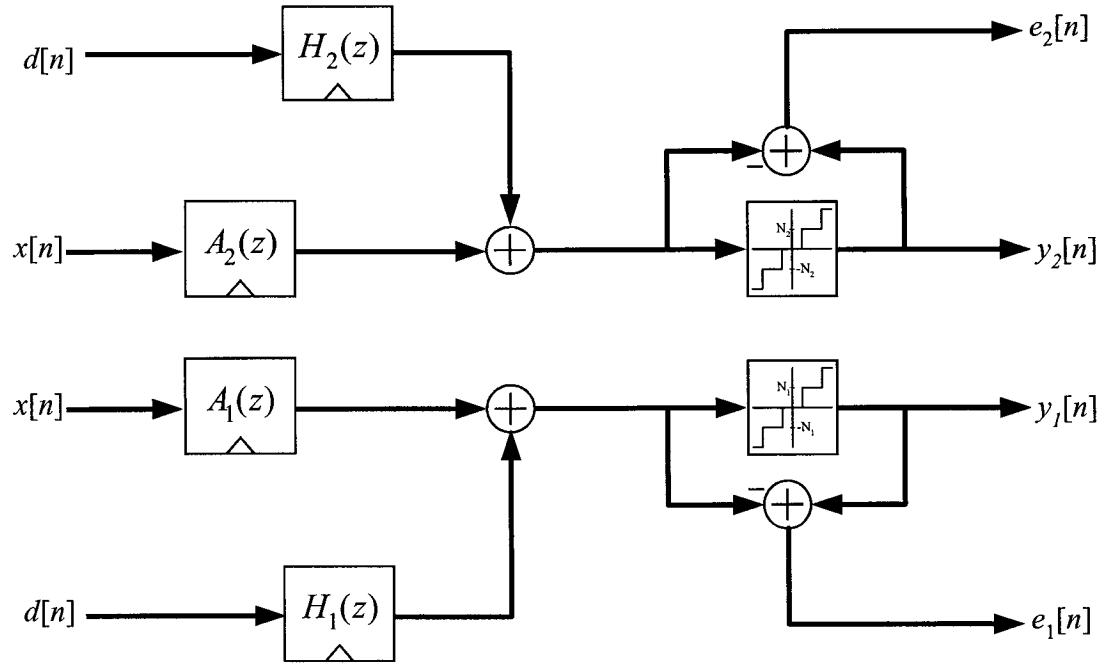 d[n]
H₂(z)
e₂[n]
−
x[n]
A₂(z)
N₂
-N₂
y₂[n]
x[n]
A₁(z)
N₁
-N₁
y₁[n]
−
d[n]
H₁(z)
e₁[n]